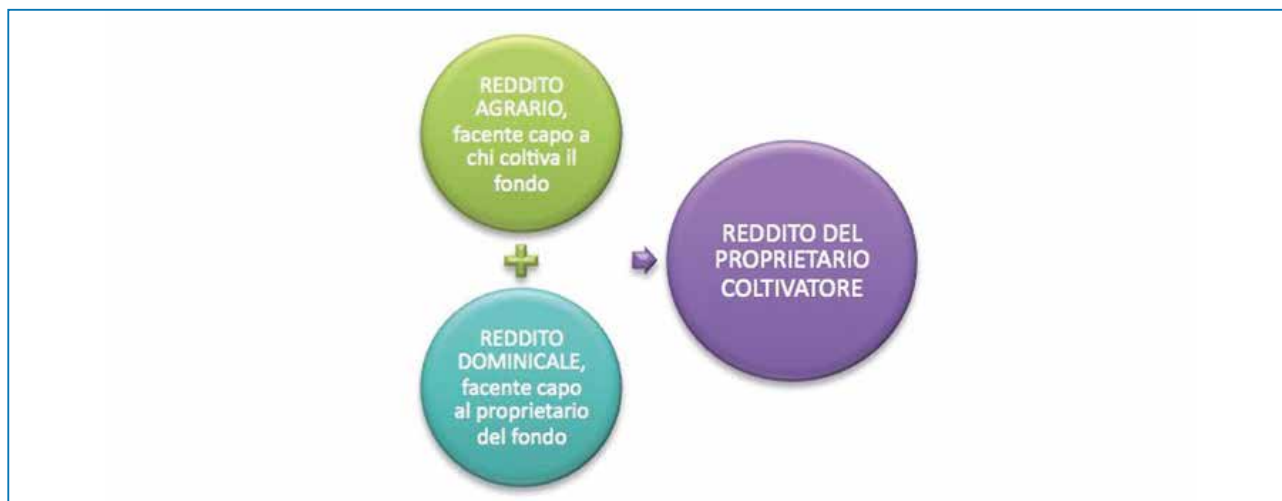 REDDITO
AGRARIO,
facente capo a
chi coltiva il
fondo
REDDITO
DOMINICALE,
facente capo
al proprietario
del fondo
REDDITO DEL
PROPRIETARIO
COLTIVATORE